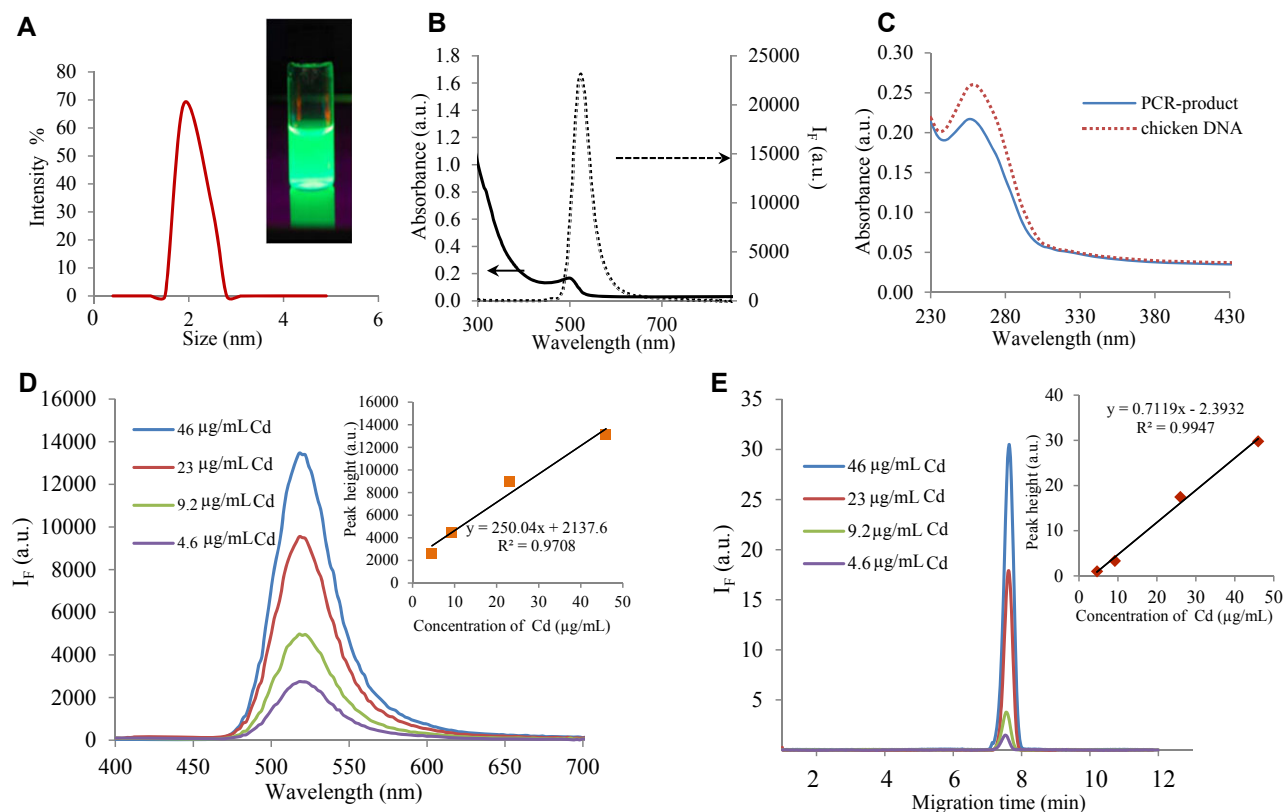 A
Intensity %
80
70
60
50
40
30
20
10
0
0
2
4
6
Size (nm)
B
Absorbance (a.u.)
1.8
1.6
1.4
1.2
1.0
0.8
0.6
0.4
0.2
0.0
300
500
700
Wavelength (nm)
25000
20000
15000
10000
5000
0
I_F (a.u.)
C
Absorbance (a.u.)
0.30
0.25
0.20
0.15
0.10
0.05
0.00
230
280
330
380
430
Wavelength (nm)
PCR-product
chicken DNA
D
I_F (a.u.)
16000
14000
12000
10000
8000
6000
4000
2000
0
400
450
500
550
600
650
700
Wavelength (nm)
46 µg/mL Cd
23 µg/mL Cd
9.2 µg/mL Cd
4.6 µg/mL Cd
Peak height (a.u.)
16000
14000
12000
10000
8000
6000
4000
2000
0
0
10
20
30
40
50
Concentration of Cd (µg/mL)
y = 250.04x + 2137.6
R² = 0.9708
E
I_F (a.u.)
35
30
25
20
15
10
5
2
4
6
8
10
12
Migration time (min)
46 µg/mL Cd
23 µg/mL Cd
9.2 µg/mL Cd
4.6 µg/mL Cd
Peak height (a.u.)
40
30
20
10
0
0
10
20
30
40
50
Concentration of Cd (µg/mL)
y = 0.7119x - 2.3932
R² = 0.9947